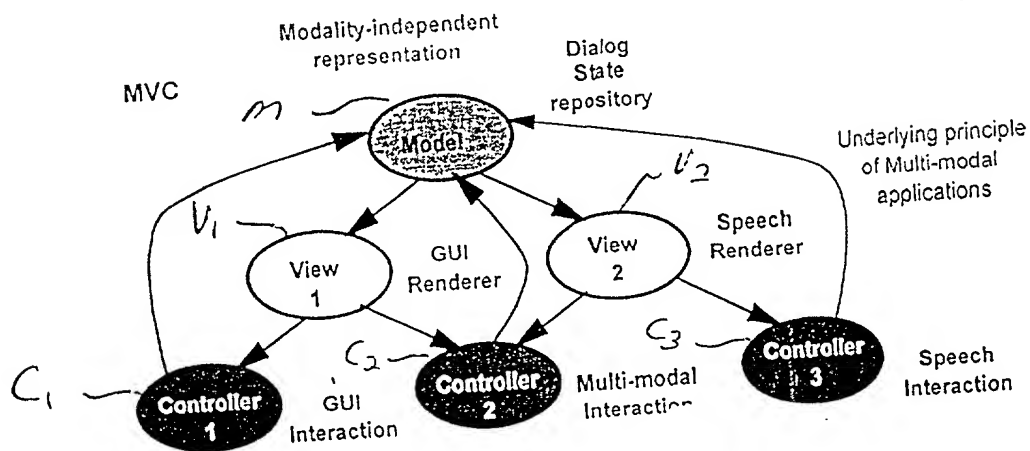 Modality-independent
representation
Dialog
State
repository
MVC
m
Model
Underlying principle
of Multi-modal
applications
V1
V2
View
1
GUI
Renderer
View
2
Speech
Renderer
C1
Controller
1
GUI
Interaction
C2
Controller
2
Multi-modal
Interaction
C3
Controller
3
Speech
Interaction